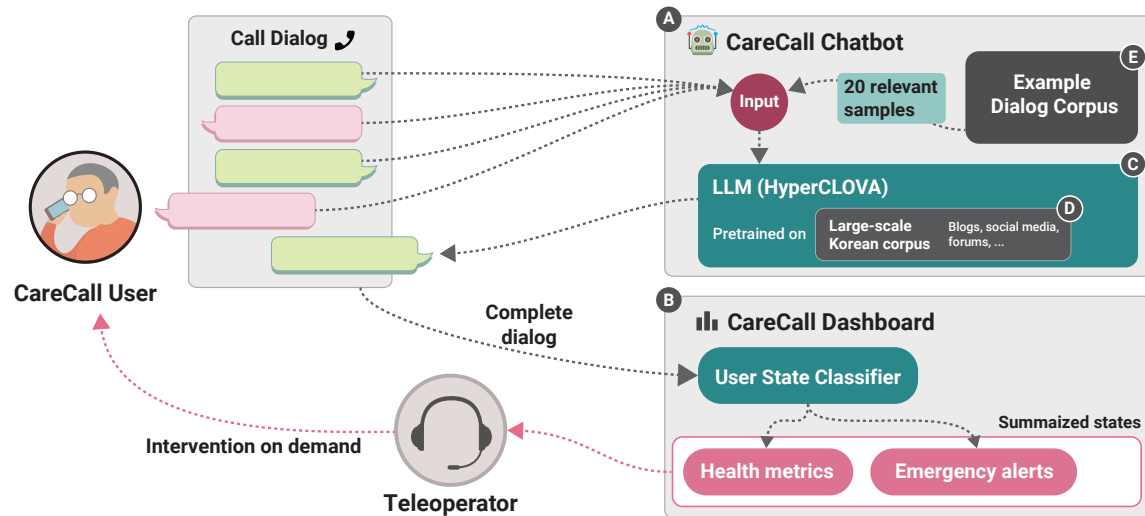 Call Dialog
CareCall User
A
CareCall Chatbot
Input
20 relevant
samples
E
Example
Dialog Corpus
C
LLM (HyperCLOVA)
Pretrained on
D
Large-scale
Korean corpus
Blogs, social media,
forums, ...
Complete
dialog
B
CareCall Dashboard
User State Classifier
Summaized states
Health metrics
Emergency alerts
Intervention on demand
Teleoperator